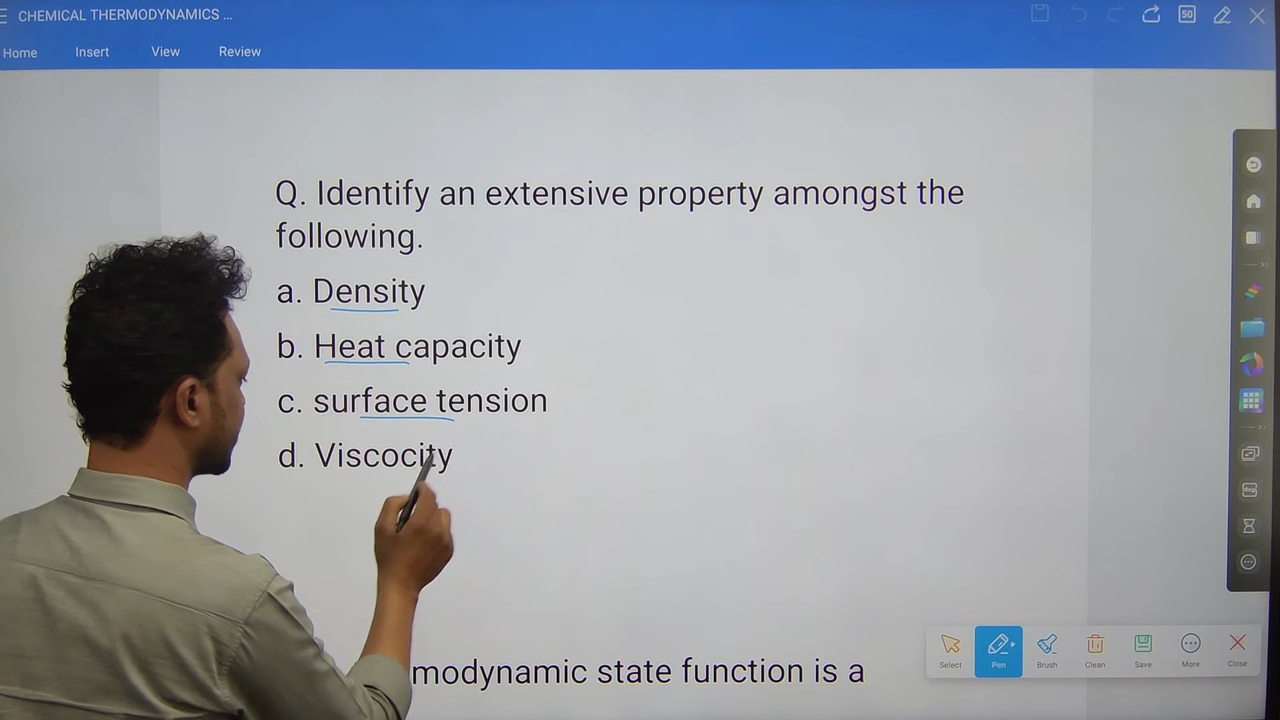 CHEMICAL THERMODYNAMICS ...
50
Home Insert View Review
Q. Identify an extensive property amongst the
following.
a. Density
b. Heat capacity
c. surface tension
d. Viscocity
modynamic state function is a
Select Pen Brush Clean Save More Close